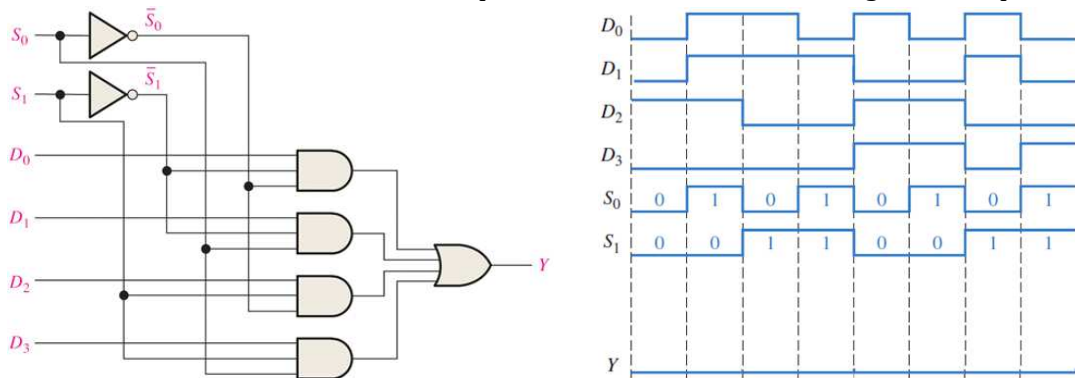 S₀
S̄₀
S₁
S̄₁
D₀
D₁
D₂
D₃
Y
D₀
D₁
D₂
D₃
S₀ 0 1 0 1 0 1 0 1
S₁ 0 0 1 1 0 0 1 1
Y